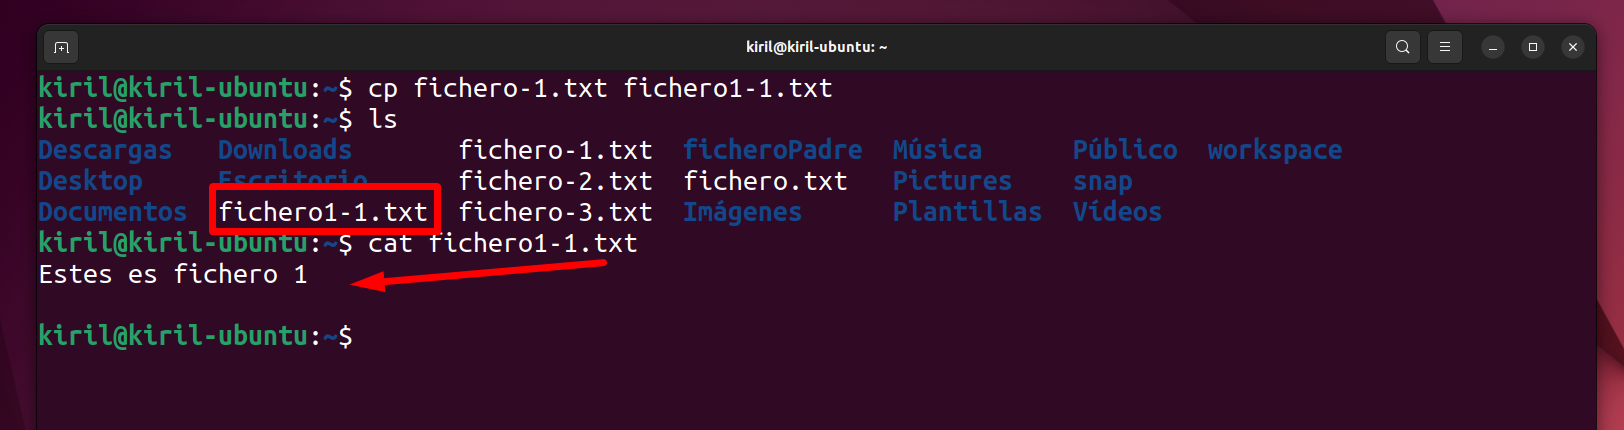 kiril@kiril-ubuntu: ~
kiril@kiril-ubuntu:~$ cp fichero-1.txt fichero1-1.txt
kiril@kiril-ubuntu:~$ ls
Descargas Downloads fichero-1.txt ficheroPadre Música Público workspace
Desktop Escritorio fichero-2.txt fichero.txt Pictures snap
Documentos fichero1-1.txt fichero-3.txt Imágenes Plantillas Vídeos
kiril@kiril-ubuntu:~$ cat fichero1-1.txt
Estes es fichero 1
kiril@kiril-ubuntu:~$